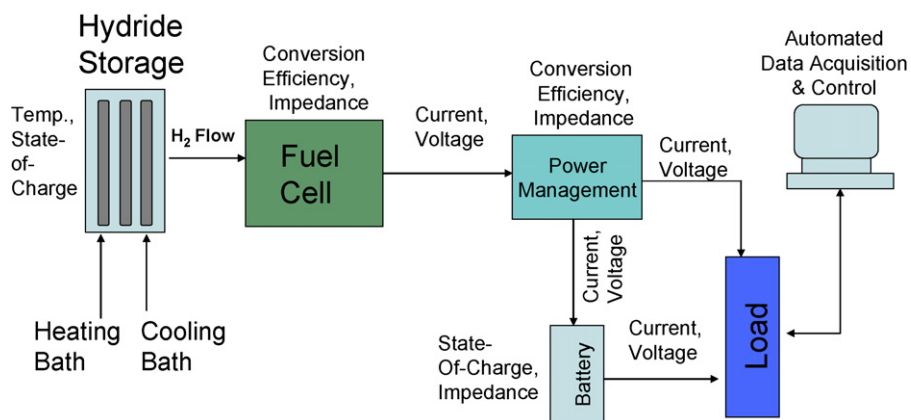 Hydride
Storage
Temp.,
State-
of-
Charge
H₂ Flow
Heating
Bath
Cooling
Bath
Conversion
Efficiency,
Impedance
Fuel
Cell
Current,
Voltage
Conversion
Efficiency,
Impedance
Power
Management
Current,
Voltage
Current,
Voltage
State-
Of-Charge,
Impedance
Battery
Current,
Voltage
Load
Automated
Data Acquisition
& Control